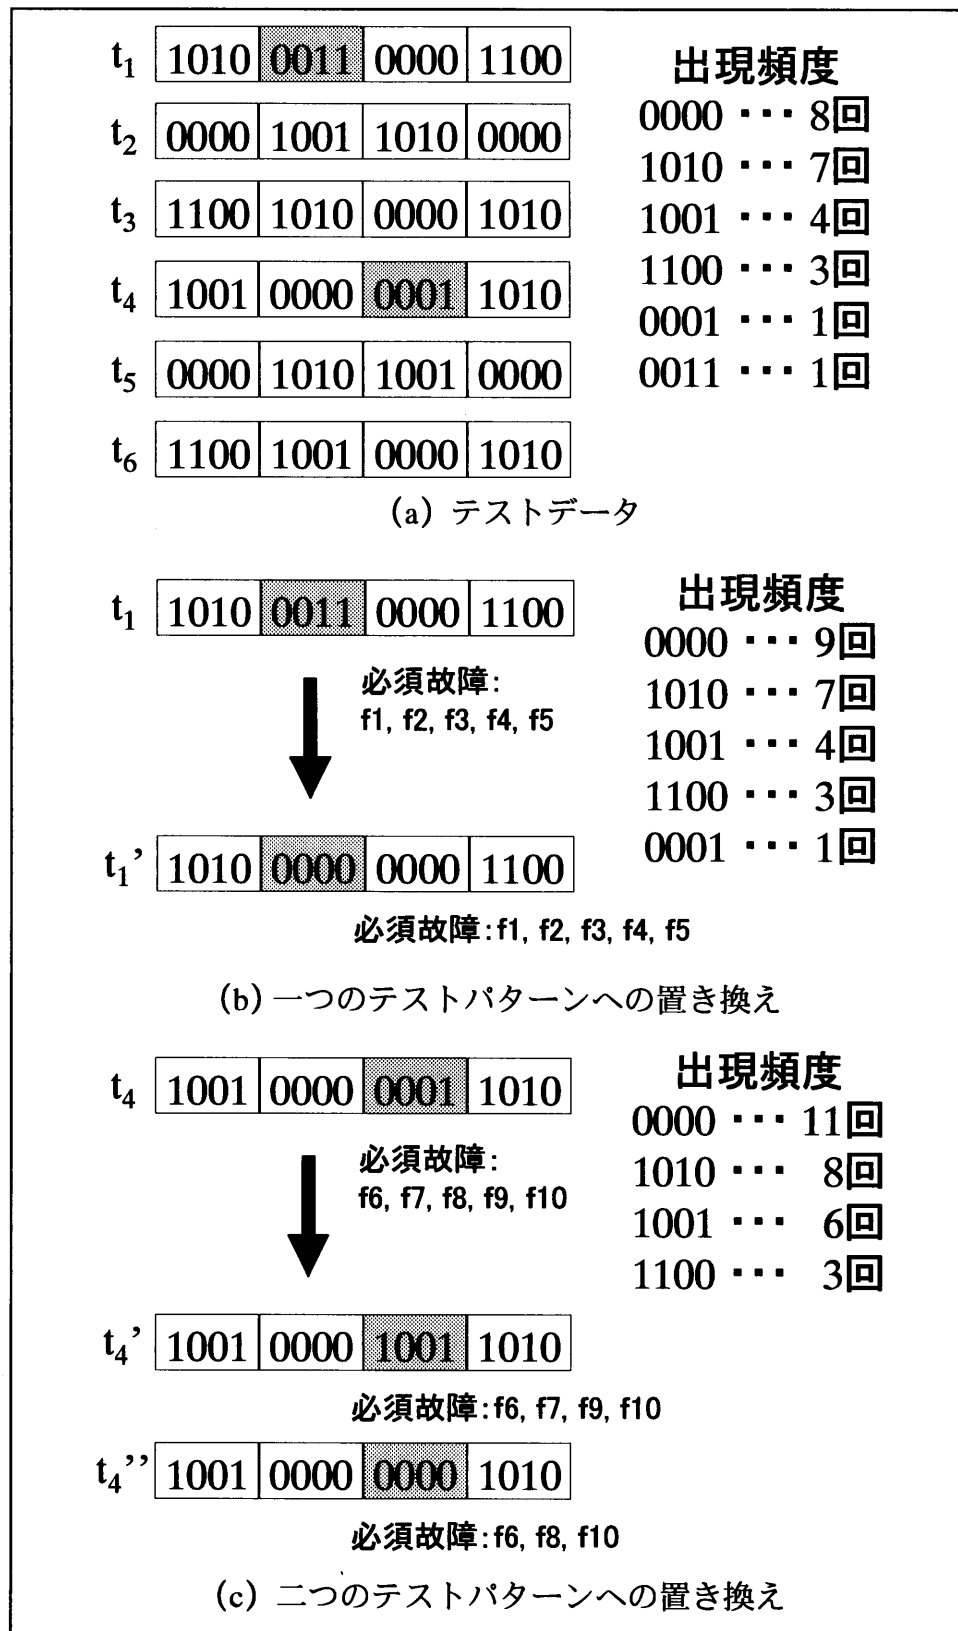 t1 1010 0011 0000 1100
t2 0000 1001 1010 0000
t3 1100 1010 0000 1010
t4 1001 0000 0001 1010
t5 0000 1010 1001 0000
t6 1100 1001 0000 1010
出現頻度
0000 ･･･ 8回
1010 ･･･ 7回
1001 ･･･ 4回
1100 ･･･ 3回
0001 ･･･ 1回
0011 ･･･ 1回
(a) テストデータ
t1 1010 0011 0000 1100
必須故障:
f1, f2, f3, f4, f5
t1’ 1010 0000 0000 1100
必須故障:f1, f2, f3, f4, f5
出現頻度
0000 ･･･ 9回
1010 ･･･ 7回
1001 ･･･ 4回
1100 ･･･ 3回
0001 ･･･ 1回
(b) 一つのテストパターンへの置き換え
t4 1001 0000 0001 1010
必須故障:
f6, f7, f8, f9, f10
t4’ 1001 0000 1001 1010
必須故障:f6, f7, f9, f10
t4’’ 1001 0000 0000 1010
必須故障:f6, f8, f10
出現頻度
0000 ･･･ 11回
1010 ･･･ 8回
1001 ･･･ 6回
1100 ･･･ 3回
(c) 二つのテストパターンへの置き換え